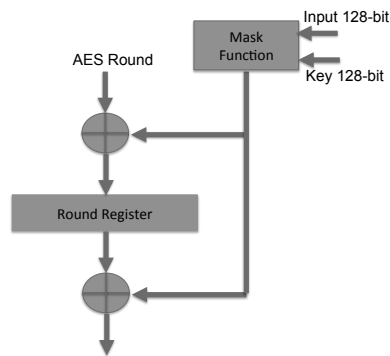 Input 128-bit
Mask
Function
Key 128-bit
AES Round
Round Register